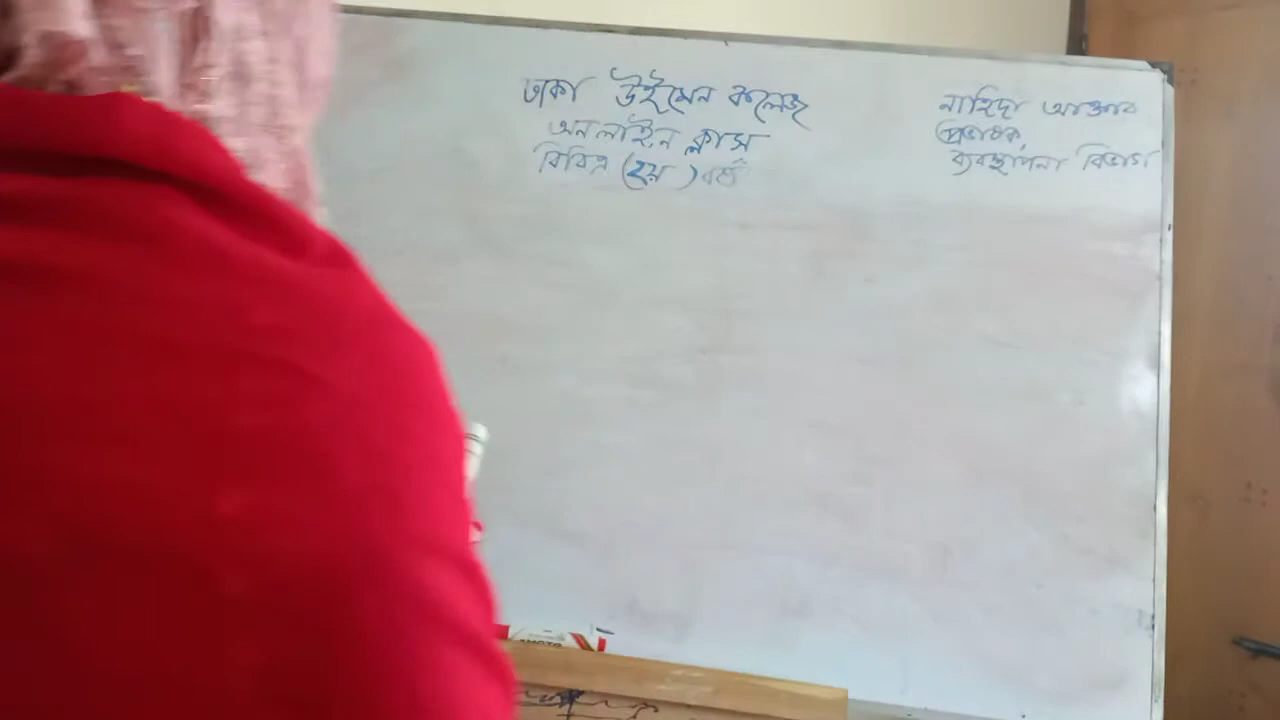 ঢাকা উইমেন কলেজ
অনলাইন ক্লাস
বিবিএ (২য়) বর্ষ
নাহিদা আক্তার
প্রভাষক,
ব্যবস্থাপনা বিভাগ